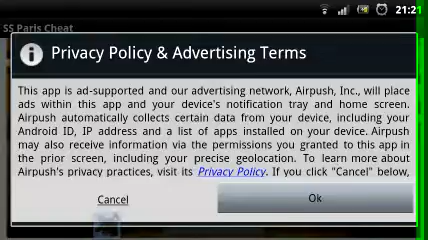 21:21
SS Paris Cheat
Privacy Policy & Advertising Terms
This app is ad-supported and our advertising network, Airpush, Inc., will place
ads within this app and your device's notification tray and home screen.
Airpush automatically collects certain data from your device, including your
Android ID, IP address and a list of apps installed on your device. Airpush
may also receive information via the permissions you granted to this app in
the prior screen, including your precise geolocation. To learn more about
Airpush's privacy practices, visit its Privacy Policy. If you click "Cancel" below,
Cancel
Ok